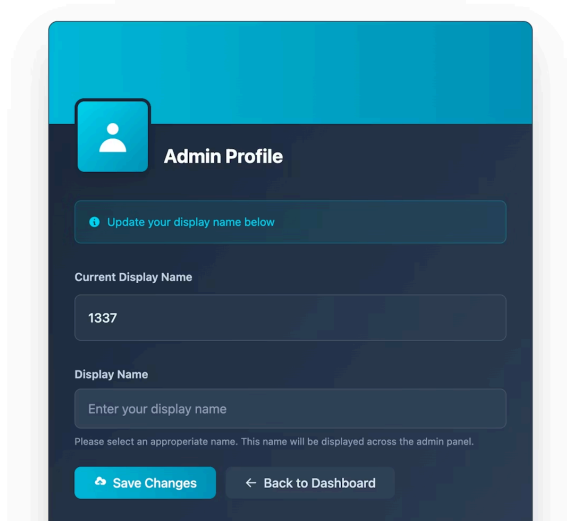 Admin Profile
Update your display name below
Current Display Name
1337
Display Name
Enter your display name
Please select an approperiate name. This name will be displayed across the admin panel.
Save Changes
← Back to Dashboard